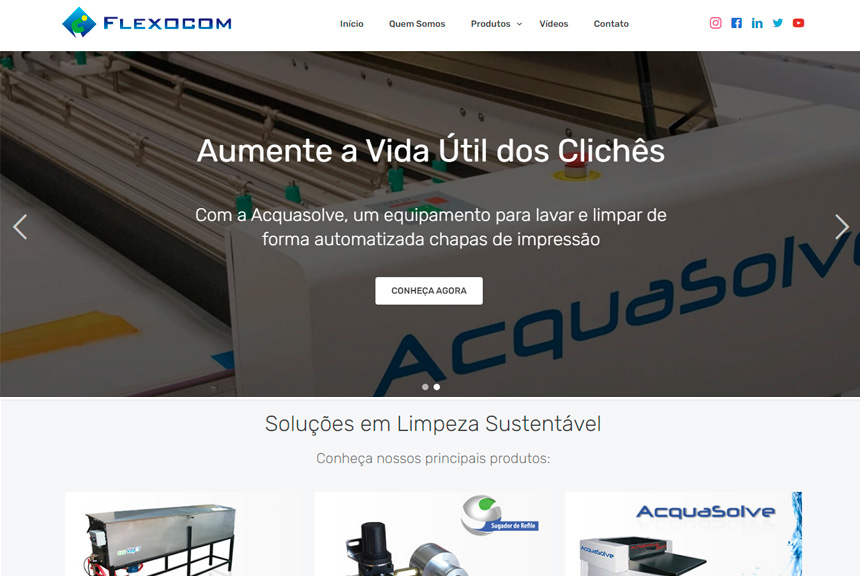 FLEXOCOM
Início
Quem Somos
Produtos
Vídeos
Contato
Aumente a Vida Útil dos Clichês
Com a Acquasolve, um equipamento para lavar e limpar de
forma automatizada chapas de impressão
CONHEÇA AGORA
AcquaSolv
Soluções em Limpeza Sustentável
Conheça nossos principais produtos:
Sugador de Refile
AcquaSolve
AcquaSolve